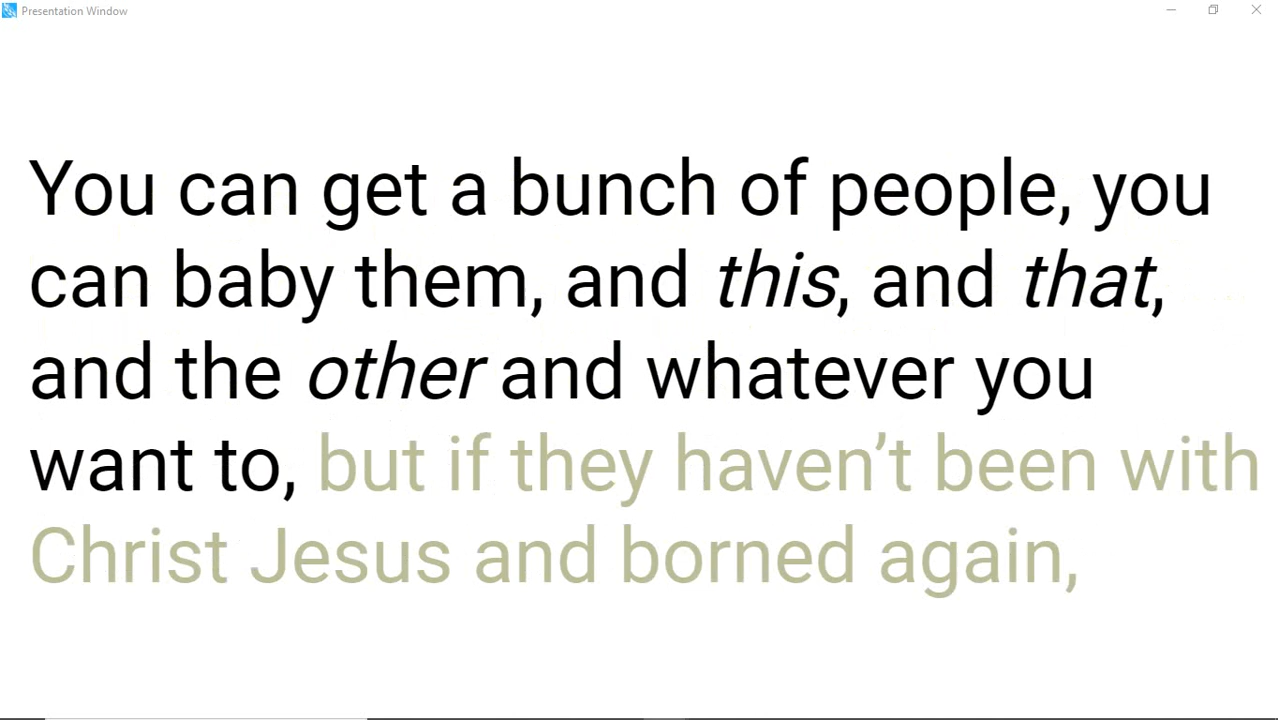 Presentation Window
You can get a bunch of people, you
can baby them, and this, and that,
and the other and whatever you
want to, but if they haven’t been with
Christ Jesus and borned again,